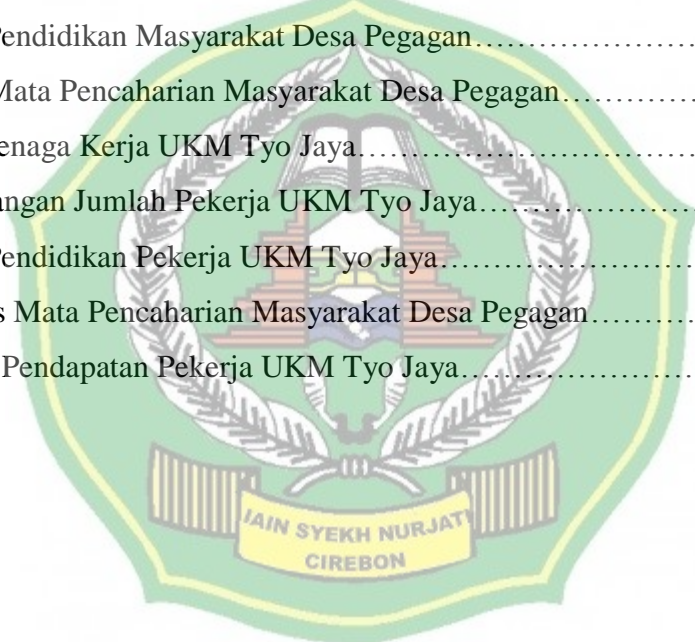 Pendidikan Masyarakat Desa Pegagan……………………
Mata Pencaharian Masyarakat Desa Pegagan……………
enaga Kerja UKM Tyo Jaya………………………………
angan Jumlah Pekerja UKM Tyo Jaya……………………
Pendidikan Pekerja UKM Tyo Jaya………………………
s Mata Pencaharian Masyarakat Desa Pegagan…………
Pendapatan Pekerja UKM Tyo Jaya………………………
IAIN SYEKH NURJATI
CIREBON